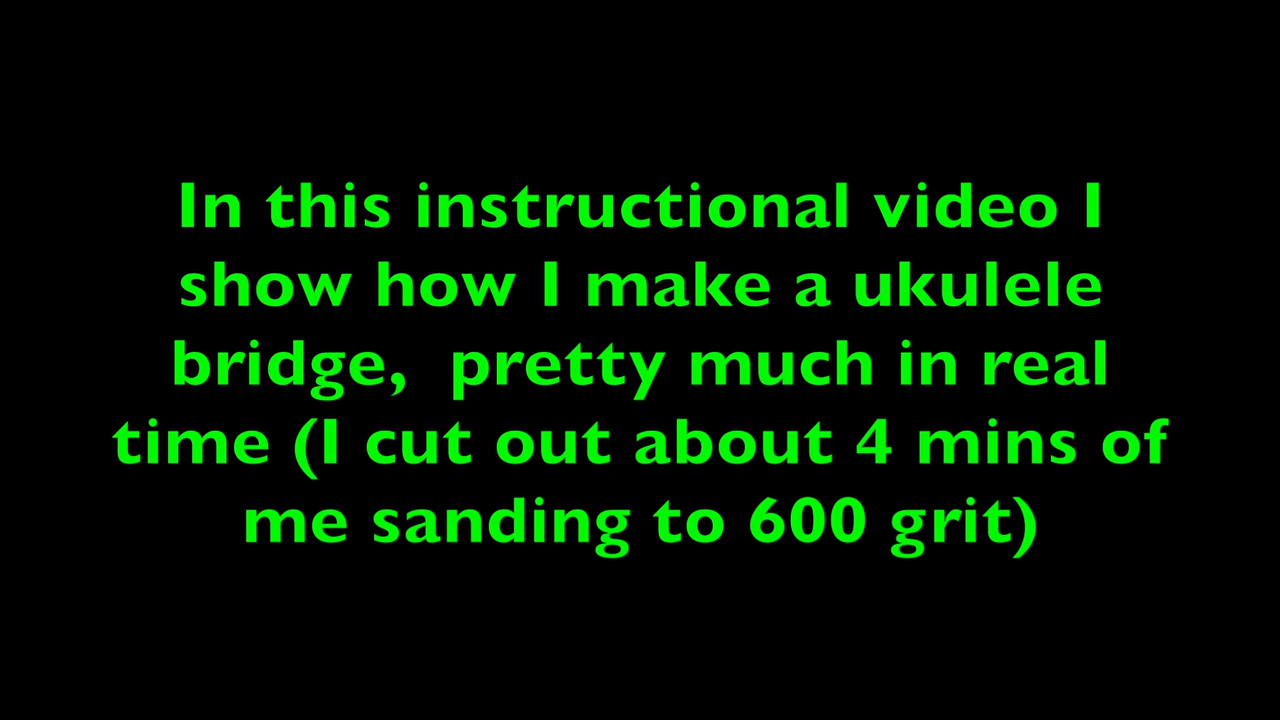 In this instructional video I
show how I make a ukulele
bridge,  pretty much in real
time (I cut out about 4 mins of
me sanding to 600 grit)